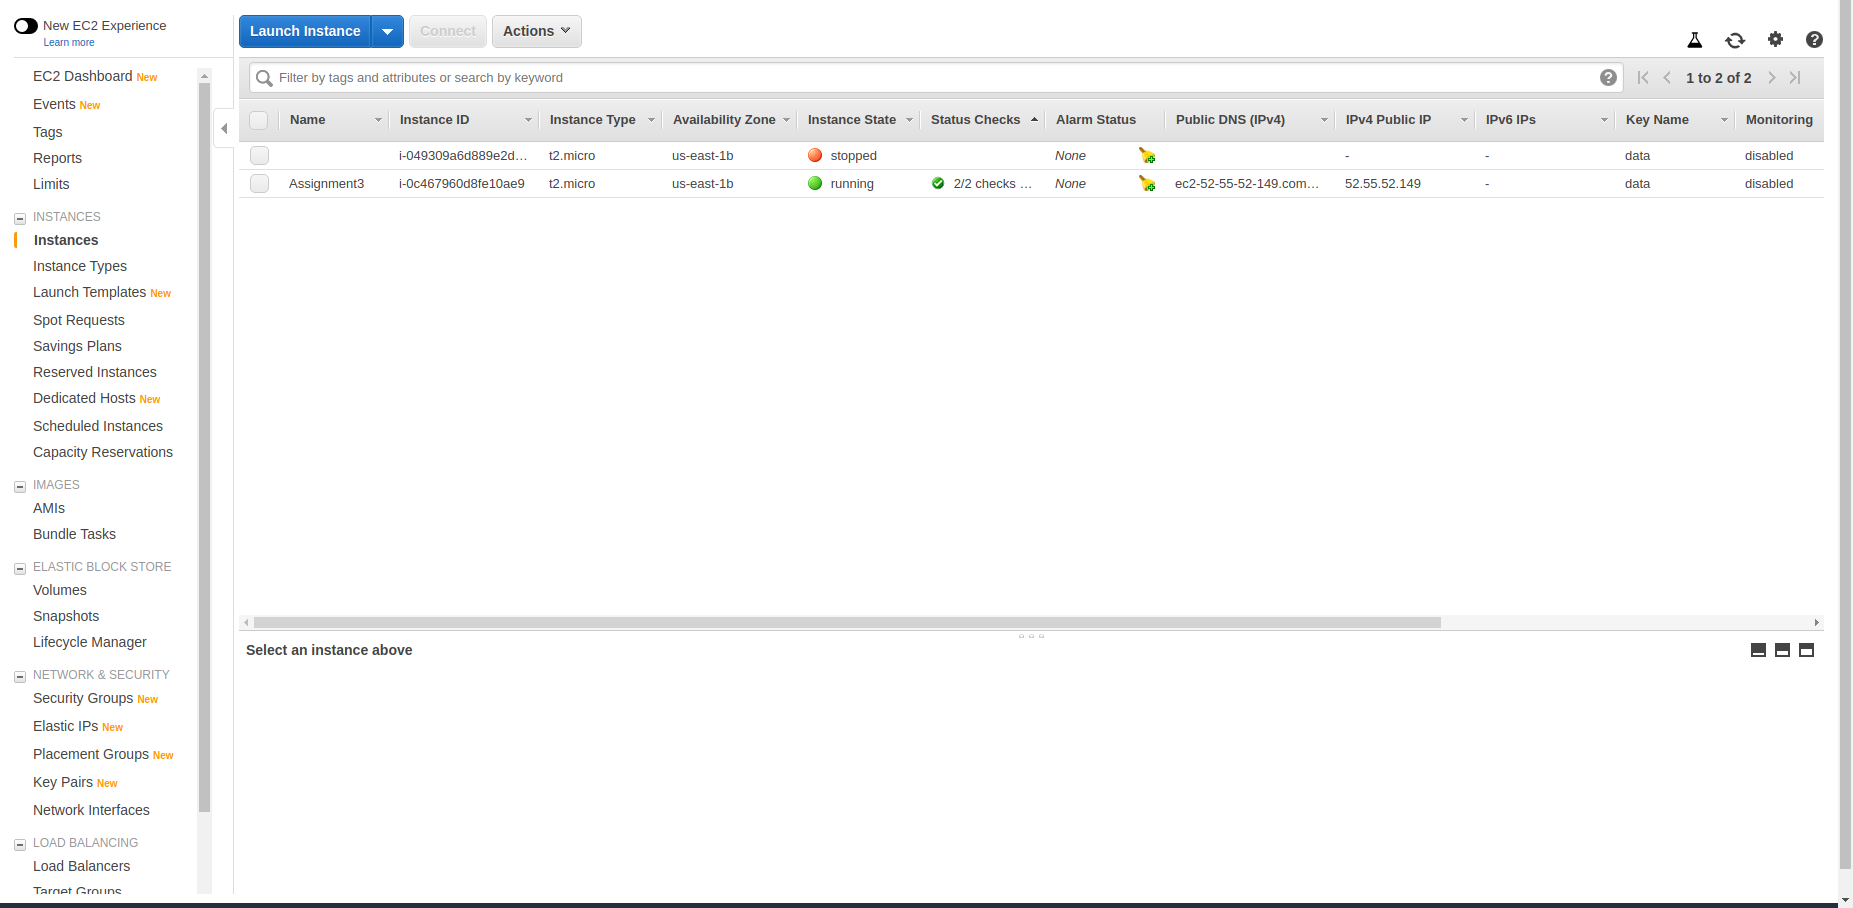 New EC2 Experience
Learn more
EC2 Dashboard New
Events New
Tags
Reports
Limits
INSTANCES
Instances
Instance Types
Launch Templates New
Spot Requests
Savings Plans
Reserved Instances
Dedicated Hosts New
Scheduled Instances
Capacity Reservations
IMAGES
AMIs
Bundle Tasks
ELASTIC BLOCK STORE
Volumes
Snapshots
Lifecycle Manager
NETWORK & SECURITY
Security Groups New
Elastic IPs New
Placement Groups New
Key Pairs New
Network Interfaces
LOAD BALANCING
Load Balancers
Target Groups
Launch Instance Connect Actions
Filter by tags and attributes or search by keyword 1 to 2 of 2
Name Instance ID Instance Type Availability Zone Instance State Status Checks Alarm Status Public DNS (IPv4) IPv4 Public IP IPv6 IPs Key Name Monitoring
i-049309a6d889e2d... t2.micro us-east-1b stopped None - - data disabled
Assignment3 i-0c467960d8fe10ae9 t2.micro us-east-1b running 2/2 checks ... None ec2-52-55-52-149.com... 52.55.52.149 - data disabled
Select an instance above